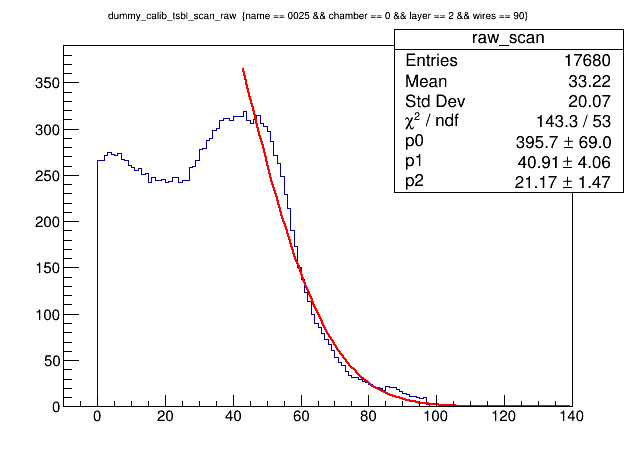 dummy_calib_tsbl_scan_raw {name == 0025 && chamber == 0 && layer == 2 && wires == 90}
raw_scan
Entries 17680
Mean 33.22
Std Dev 20.07
χ² / ndf 143.3 / 53
p0 395.7 ± 69.0
p1 40.91 ± 4.06
p2 21.17 ± 1.47
350
300
250
200
150
100
50
0
0 20 40 60 80 100 120 140